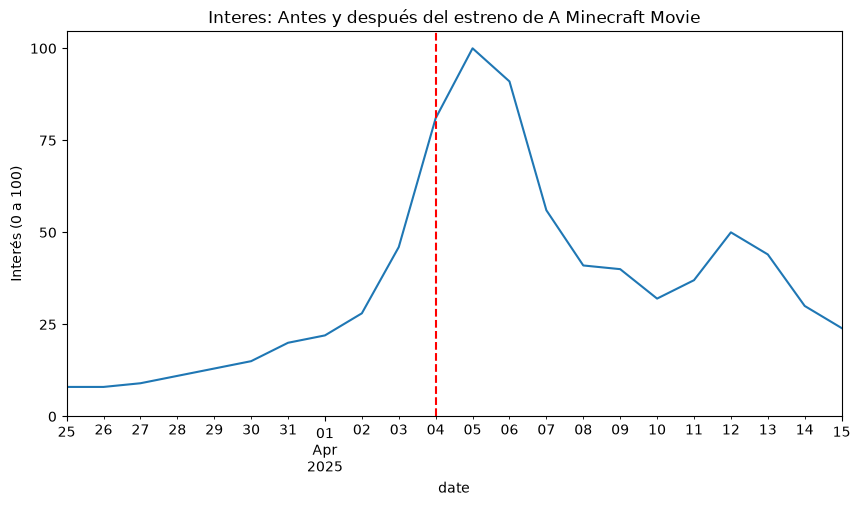 Interes: Antes y después del estreno de A Minecraft Movie
Interés (0 a 100)
100
75
50
25
0
25 26 27 28 29 30 31 01 02 03 04 05 06 07 08 09 10 11 12 13 14 15
Apr
2025
date